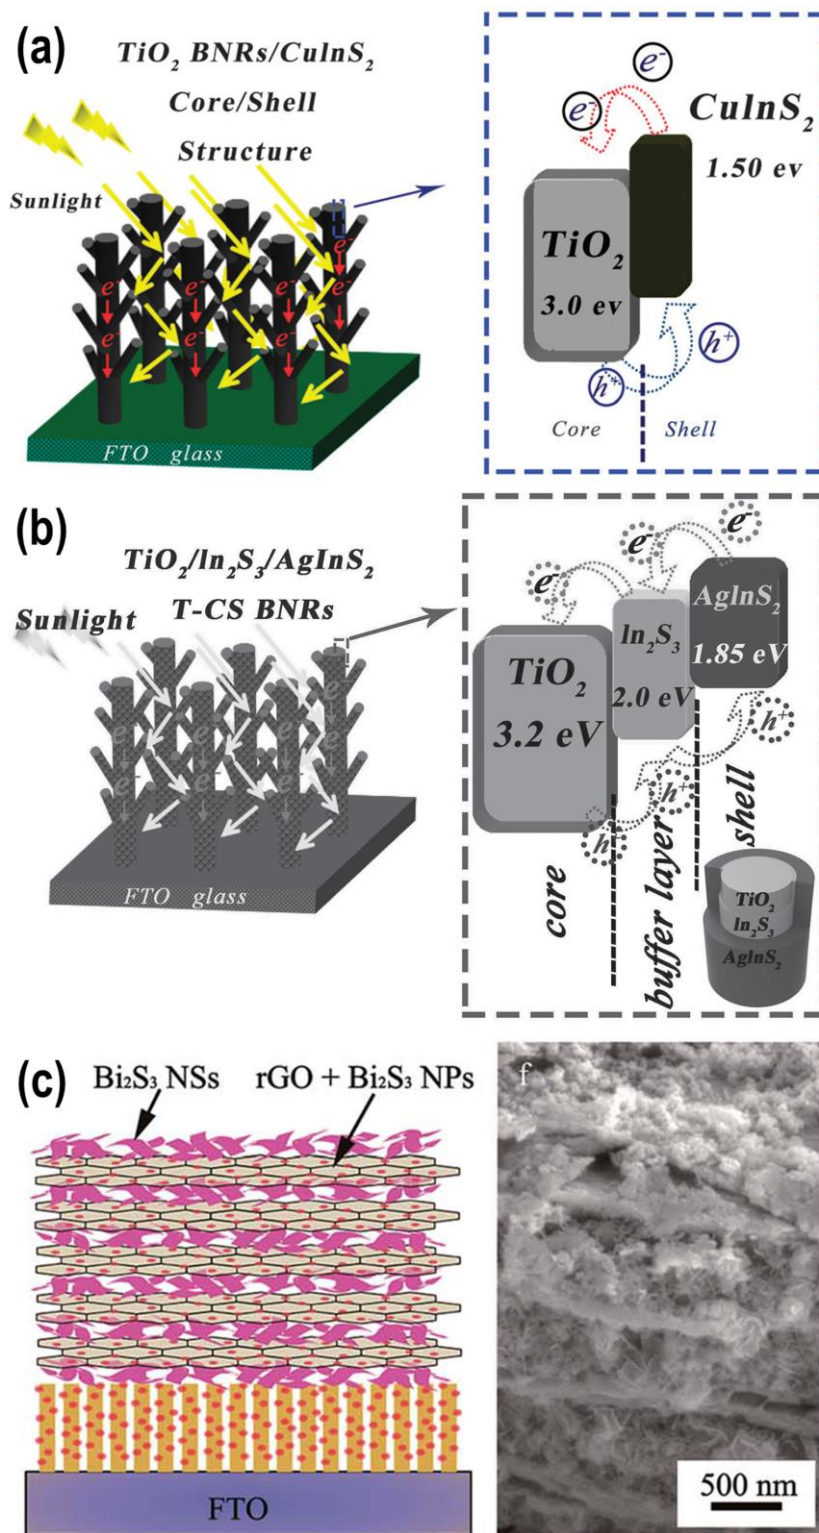 (a)
TiO₂ BNRs/CuInS₂
Core/Shell
Structure
Sunlight
e⁻
e⁻
e⁻
e⁻
e⁻
e⁻
e⁻
e⁻
FTO glass
e⁻
e⁻
CuInS₂
1.50 ev
TiO₂
3.0 ev
h⁺
h⁺
Core
Shell
(b)
TiO₂/In₂S₃/AgInS₂
T-CS BNRs
Sunlight
e⁻
e⁻
e⁻
e⁻
e⁻
e⁻
FTO glass
e⁻
e⁻
e⁻
AgInS₂
1.85 eV
In₂S₃
2.0 eV
TiO₂
3.2 eV
h⁺
h⁺
h⁺
core
buffer layer
shell
TiO₂
In₂S₃
AgInS₂
(c)
Bi₂S₃ NSs
rGO + Bi₂S₃ NPs
FTO
f
500 nm